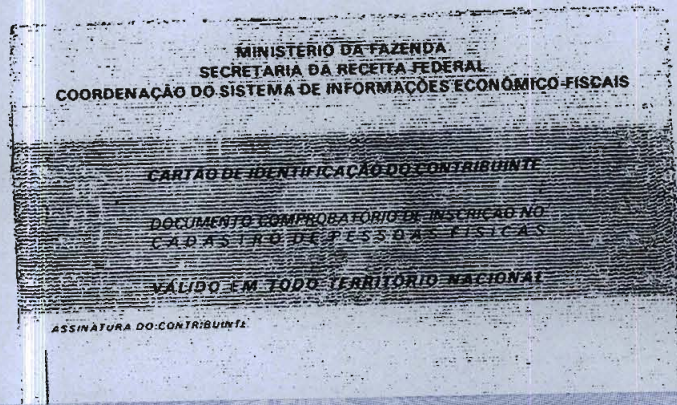 MINISTÉRIO DA FAZENDA
SECRETARIA DA RECEITA FEDERAL
COORDENAÇÃO DO SISTEMA DE INFORMAÇÕES ECONÔMICO-FISCAIS
CARTÃO DE IDENTIFICAÇÃO DO CONTRIBUINTE
DOCUMENTO COMPROBATÓRIO DE INSCRIÇÃO NO
CADASTRO DE PESSOAS FÍSICAS
VÁLIDO EM TODO TERRITÓRIO NACIONAL
ASSINATURA DO CONTRIBUINTE